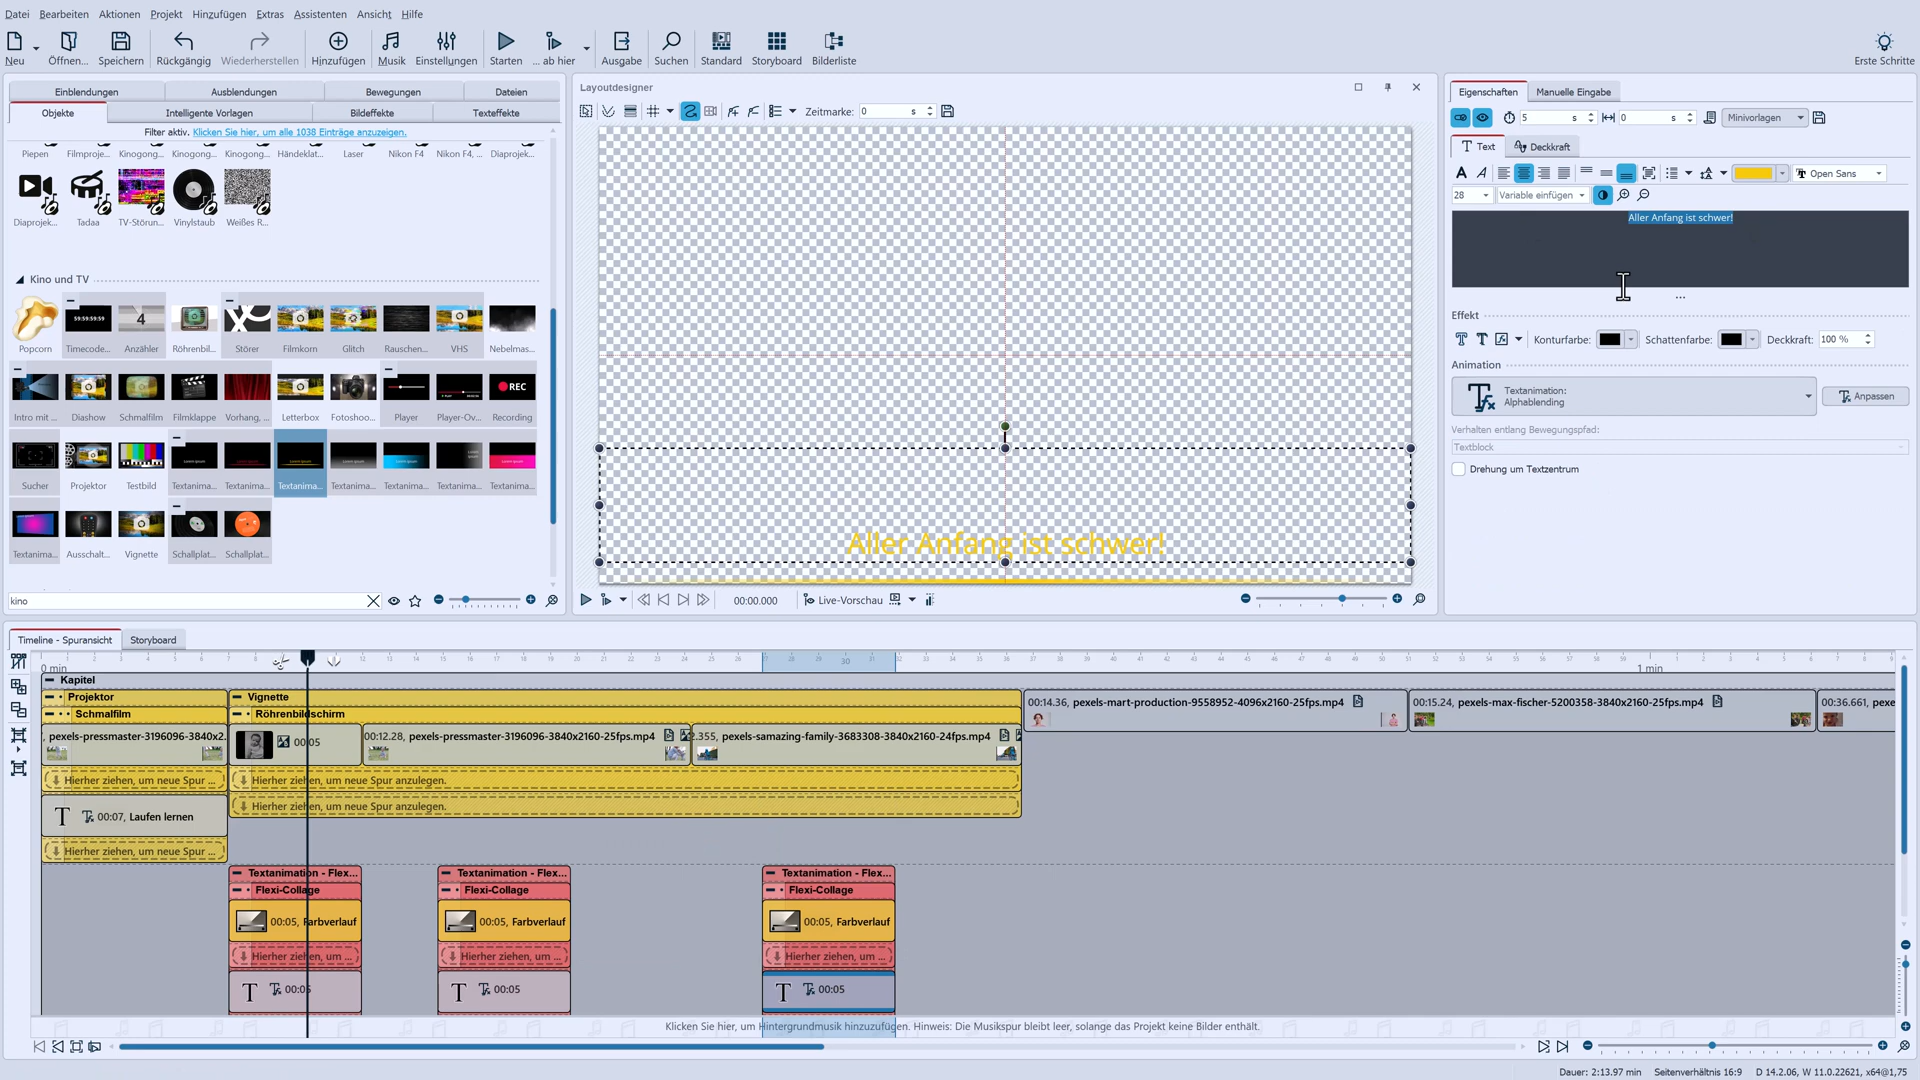 Datei Bearbeiten Aktionen Projekt Hinzufügen Extras Assistenten Ansicht Hilfe
Neu Öffnen... Speichern Rückgängig Wiederherstellen Hinzufügen Musik Einstellungen Starten ... ab hier Ausgabe Suchen Standard Storyboard Bilderliste Erste Schritte
Einblendungen Ausblendungen Bewegungen Dateien
Objekte Intelligente Vorlagen Bildeffekte Texteffekte
Filter aktiv. Klicken Sie hier, um alle 1038 Einträge anzuzeigen.
Piepen Filmproje... Kinogong... Kinogong... Kinogong... Händeklat... Laser Nikon F4 Nikon F4, ... Diaprojek...
Diaprojek... Tadaa TV-Störun... Vinylstaub Weißes R...
Kino und TV
59:59:59:59 4
Popcorn Timecode... Anzähler Röhrenbil... Störer Filmkorn Glitch Rauschen... VHS Nebelmas...
REC
Intro mit ... Diashow Schmalfilm Filmklappe Vorhang, ... Letterbox Fotoshoo... Player Player-Ov... Recording
Sucher Projektor Testbild Textanima... Textanima... Textanima... Textanima... Textanima... Textanima... Textanima...
Textanima... Ausschalt... Vignette Schallplat... Schallplat...
kino
Layoutdesigner
Zeitmarke: 0 s
Aller Anfang ist schwer!
00:00.000 Live-Vorschau
Eigenschaften Manuelle Eingabe
5 s 0 s Minivorlagen
Text Deckkraft
Open Sans
28 Variable einfügen
Aller Anfang ist schwer!
...
Effekt
Konturfarbe: Schattenfarbe: Deckkraft: 100 %
Animation
Textanimation:
Alphablending
Anpassen
Verhalten entlang Bewegungspfad:
Textblock
Drehung um Textzentrum
Timeline - Spuransicht Storyboard
0 min 1 min
Kapitel
Projektor Vignette
Schmalfilm Röhrenbildschirm
00:14.36, pexels-mart-production-9558952-4096x2160-25fps.mp4 00:15.24, pexels-max-fischer-5200358-3840x2160-25fps.mp4 00:36.661, pexe
pexels-pressmaster-3196096-3840x2. 00:05 00:12.28, pexels-pressmaster-3196096-3840x2160-25fps.mp4 2.355, pexels-samazing-family-3683308-3840x2160-24fps.mp4
Hierher ziehen, um neue Spur ... Hierher ziehen, um neue Spur anzulegen.
Hierher ziehen, um neue Spur anzulegen.
00:07, Laufen lernen
Hierher ziehen, um neue Spur ...
Textanimation - Flex... Textanimation - Flex... Textanimation - Flex...
Flexi-Collage Flexi-Collage Flexi-Collage
00:05, Farbverlauf 00:05, Farbverlauf 00:05, Farbverlauf
Hierher ziehen, um ... Hierher ziehen, um ... Hierher ziehen, um ...
00:05 00:05 00:05
Klicken Sie hier, um Hintergrundmusik hinzuzufügen. Hinweis: Die Musikspur bleibt leer, solange das Projekt keine Bilder enthält.
Dauer: 2:13.97 min Seitenverhältnis 16:9 D 14.2.06, W 11.0.22621, x64@1,75